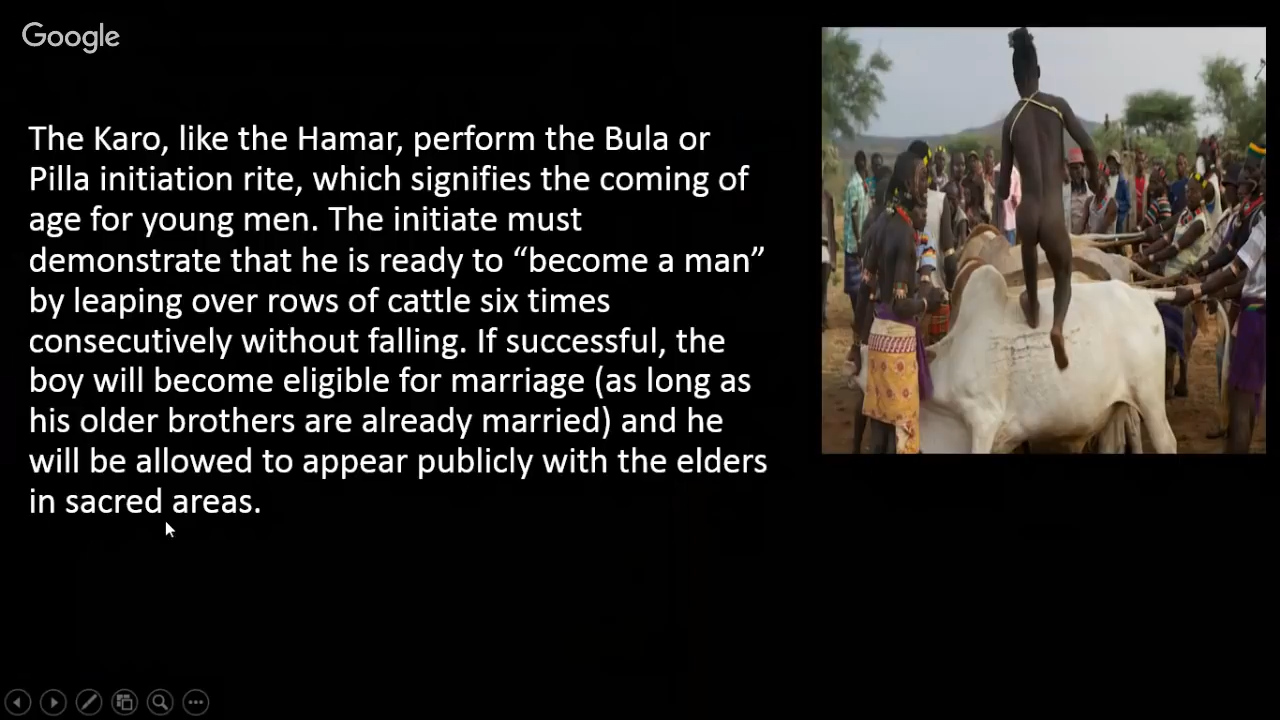 Google
The Karo, like the Hamar, perform the Bula or
Pilla initiation rite, which signifies the coming of
age for young men. The initiate must
demonstrate that he is ready to “become a man”
by leaping over rows of cattle six times
consecutively without falling. If successful, the
boy will become eligible for marriage (as long as
his older brothers are already married) and he
will be allowed to appear publicly with the elders
in sacred areas.